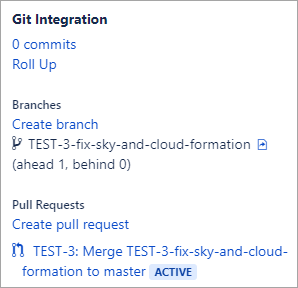 Git Integration
0 commits
Roll Up
Branches
Create branch
TEST-3-fix-sky-and-cloud-formation
(ahead 1, behind 0)
Pull Requests
Create pull request
TEST-3: Merge TEST-3-fix-sky-and-cloud-
formation to master ACTIVE